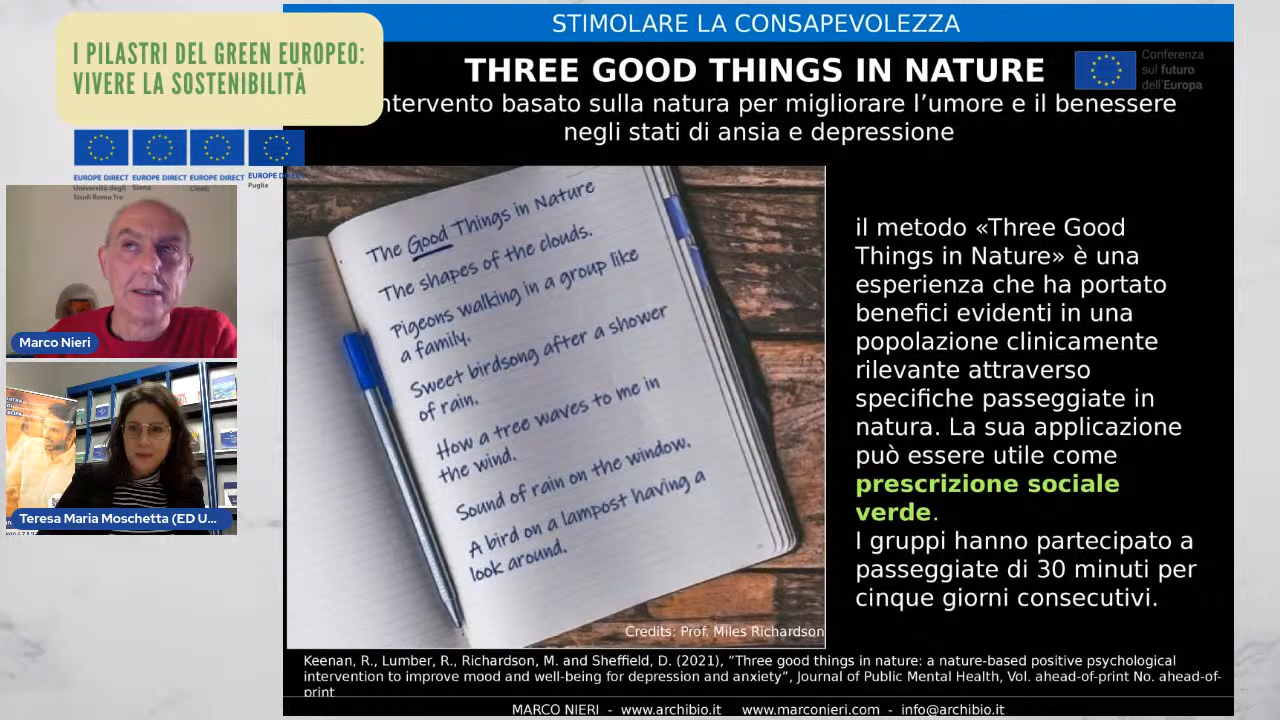 STIMOLARE LA CONSAPEVOLEZZA
I PILASTRI DEL GREEN EUROPEO:
VIVERE LA SOSTENIBILITÀ
THREE GOOD THINGS IN NATURE
Conferenza
sul futuro
dell'Europa
ntervento basato sulla natura per migliorare l’umore e il benessere
negli stati di ansia e depressione
EUROPE DIRECT
Università degli
Studi Roma Tre
EUROPE DIRECT
Siena
EUROPE DIRECT
Chieti
EUROPE DIRECT
Puglia
Marco Nieri
Teresa Maria Moschetta (ED U...
The Good Things in Nature
The shapes of the clouds.
Pigeons walking in a group like
a family.
Sweet birdsong after a shower
of rain.
How a tree waves to me in
the wind.
Sound of rain on the window.
A bird on a lampost having a
look around.
Credits: Prof. Miles Richardson
il metodo «Three Good
Things in Nature» è una
esperienza che ha portato
benefici evidenti in una
popolazione clinicamente
rilevante attraverso
specifiche passeggiate in
natura. La sua applicazione
può essere utile come
prescrizione sociale
verde.
I gruppi hanno partecipato a
passeggiate di 30 minuti per
cinque giorni consecutivi.
Keenan, R., Lumber, R., Richardson, M. and Sheffield, D. (2021), “Three good things in nature: a nature-based positive psychological
intervention to improve mood and well-being for depression and anxiety”, Journal of Public Mental Health, Vol. ahead-of-print No. ahead-of-
print
MARCO NIERI - www.archibio.it www.marconieri.com - info@archibio.it